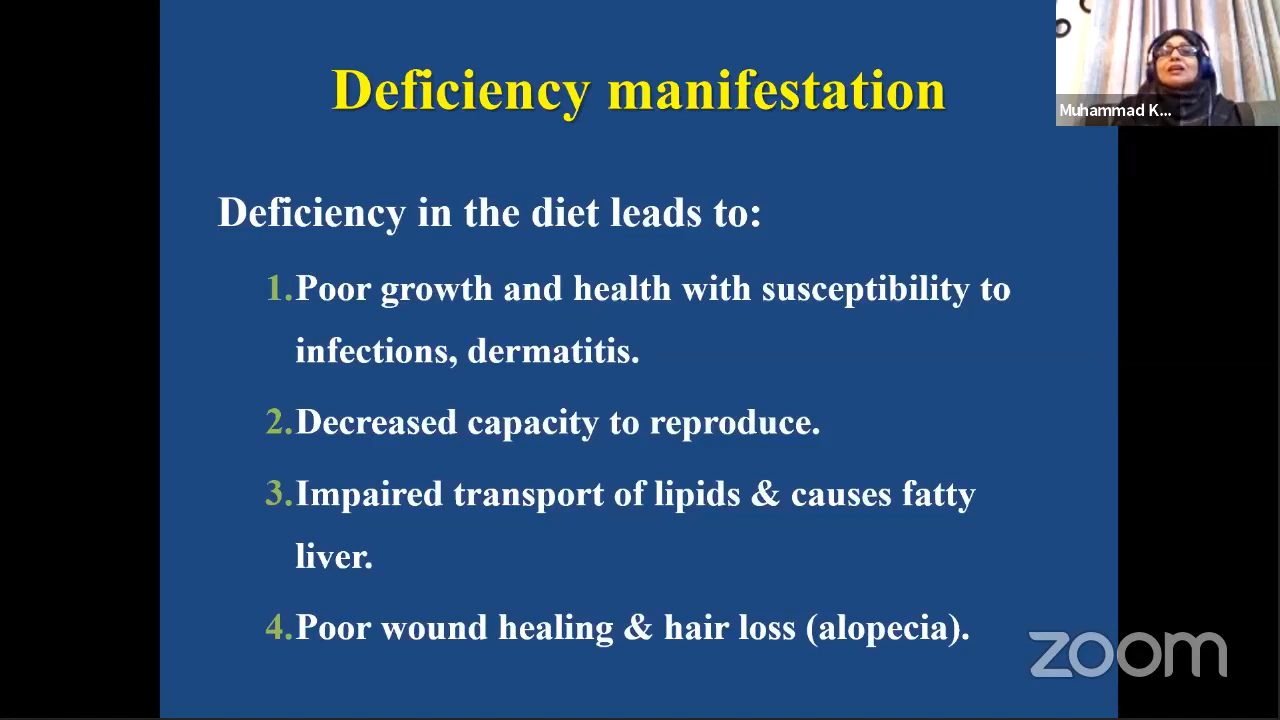 Deficiency manifestation
Muhammad K...
Deficiency in the diet leads to:
1. Poor growth and health with susceptibility to
infections, dermatitis.
2. Decreased capacity to reproduce.
3. Impaired transport of lipids & causes fatty
liver.
4. Poor wound healing & hair loss (alopecia).
zoom